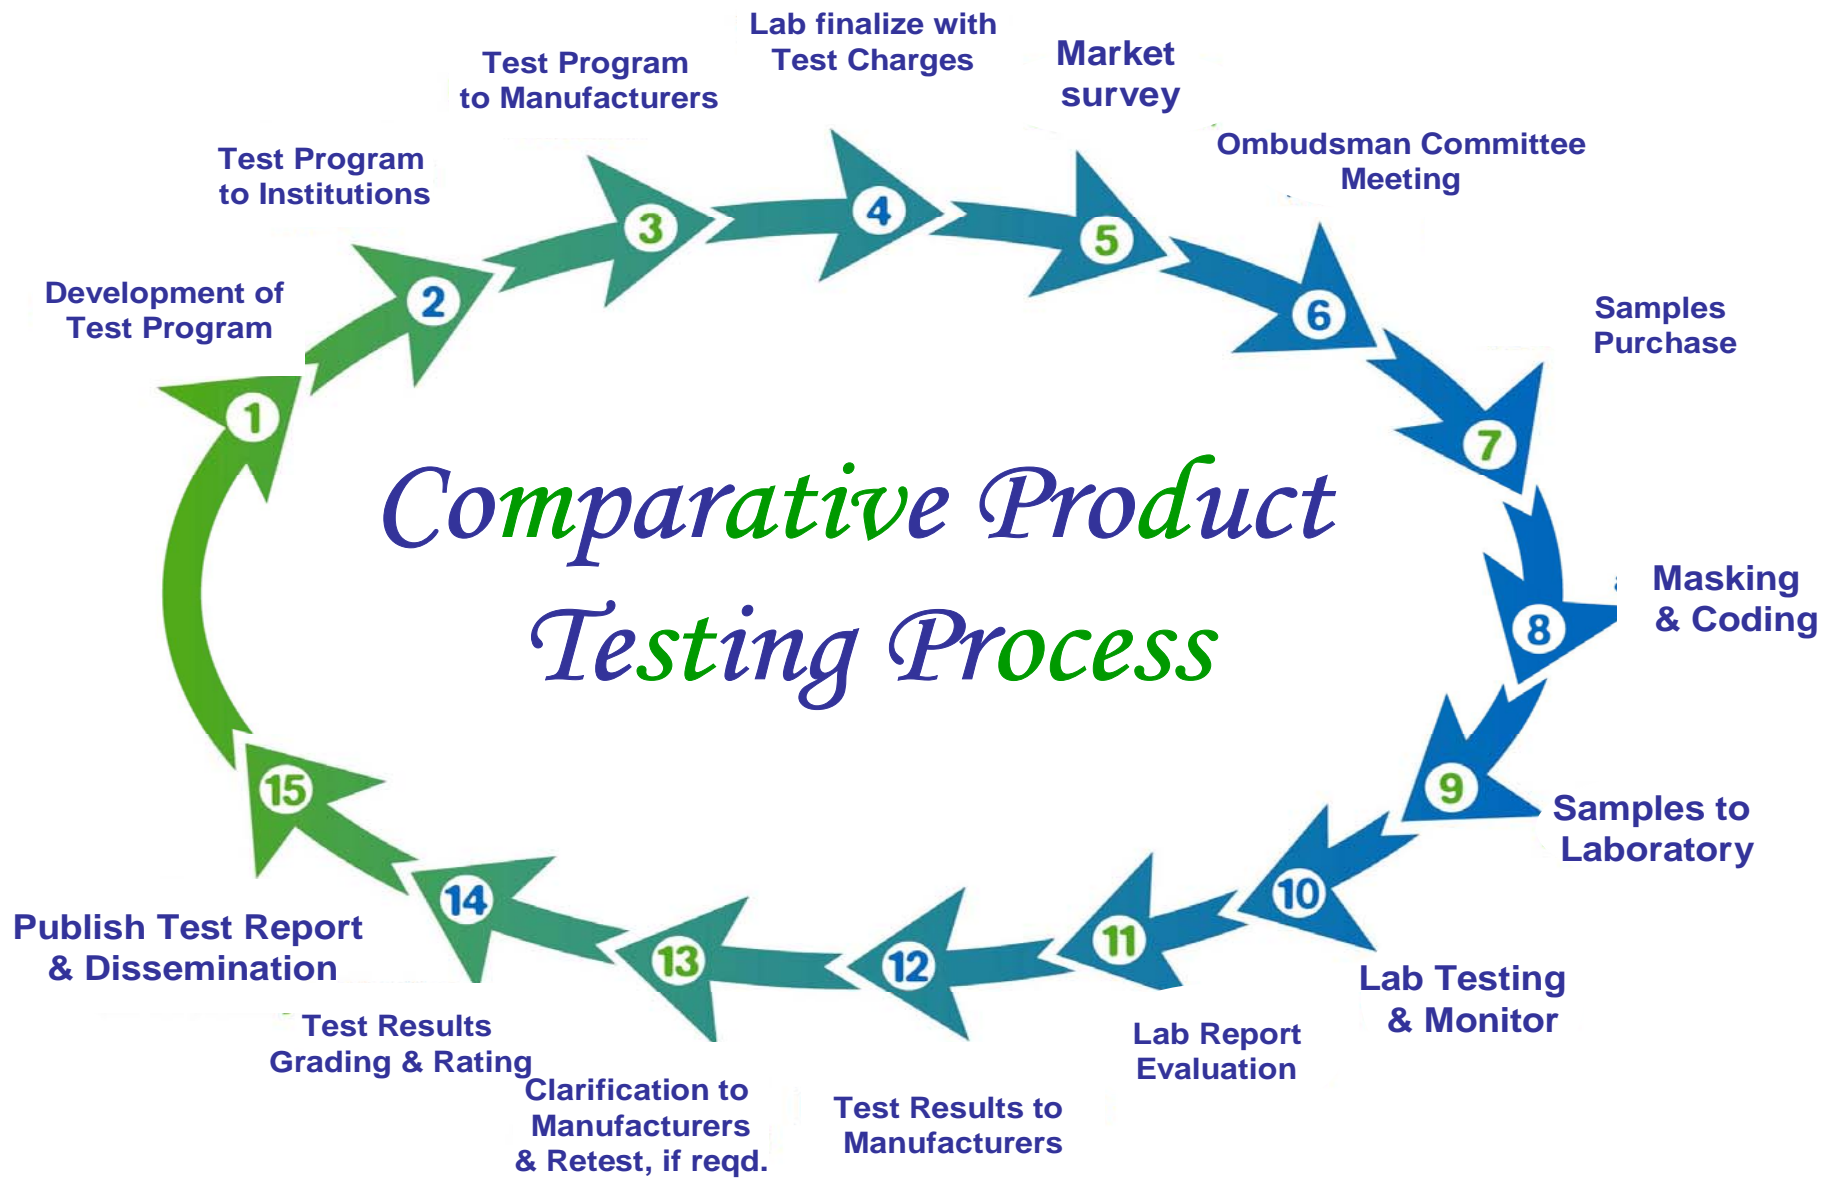 Lab finalize with
Test Charges
Market
survey
Test Program
to Manufacturers
Ombudsman Committee
Meeting
Test Program
to Institutions
Development of
Test Program
Samples
Purchase
1
2
3
4
5
6
7
8
9
10
11
12
13
14
15
Comparative Product
Testing Process
Masking
& Coding
Samples to
Laboratory
Lab Testing
& Monitor
Lab Report
Evaluation
Test Results to
Manufacturers
Clarification to
Manufacturers
& Retest, if reqd.
Test Results
Grading & Rating
Publish Test Report
& Dissemination